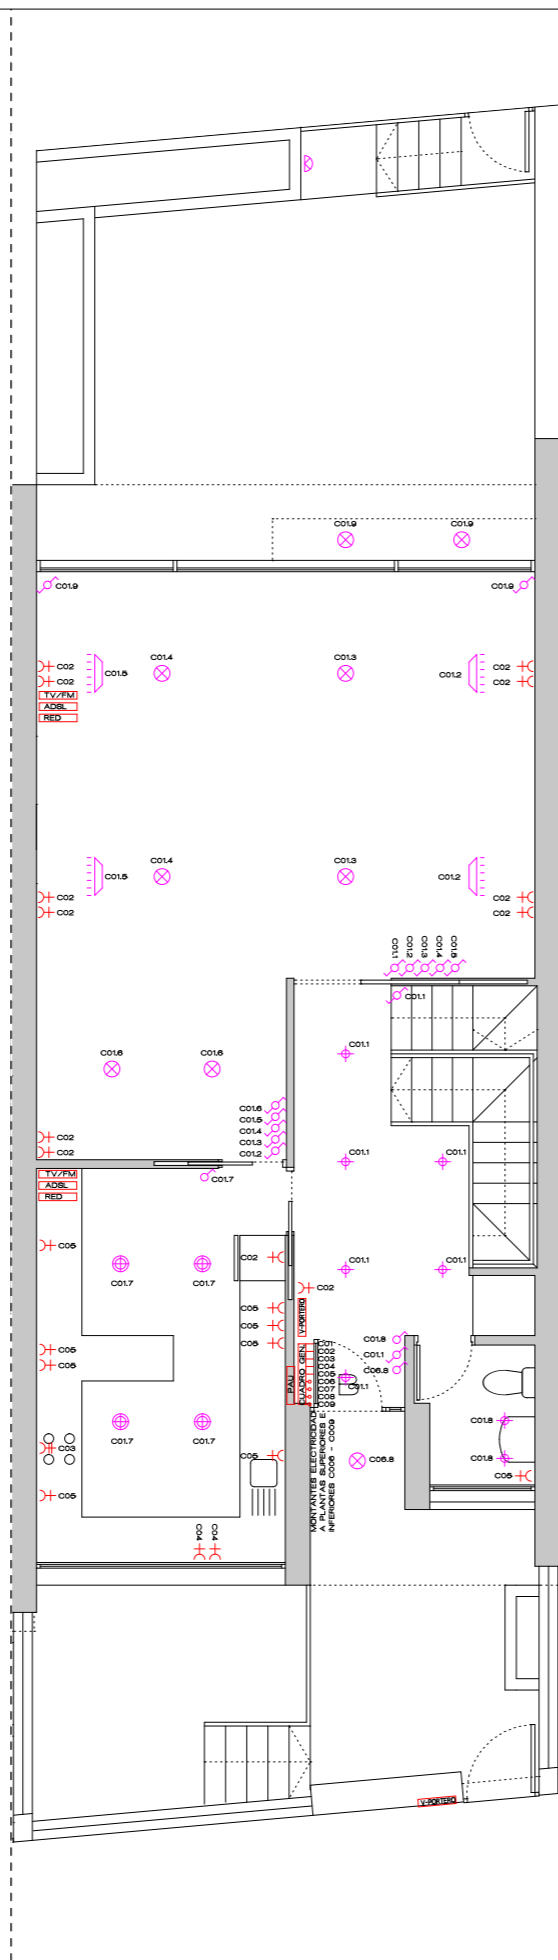 C01.9
C01.9
C01.9
C01.9
C01.4
C01.3
C02
C02
C01.5
C01.2
C02
C02
TV/FM
ADSL
RED
C01.4
C01.3
C01.5
C01.2
C02
C02
C02
C02
C01.1
C01.2
C01.3
C01.4
C01.5
C01.1
C01.1
C01.6
C01.6
C01.6
C01.5
C01.4
C01.3
C01.2
C02
C02
C01.1
C01.1
TV/FM
ADSL
RED
C01.7
C05
C02
C01.7
C01.7
C01.1
C01.1
C02
C05
C05
C05
V-PORTERO
C05
C05
C01.8
C01.1
C06.8
PAU
CUADRO GEN.
C01
C02
C03
C04
C05
C06
C07
C08
C09
C01.1
C01.7
C01.7
C01.8
C03
C05
C01.8
C06.8
C05
C05
MONTANTES ELECTRICIDAD
A PLANTAS SUPERIORES E
INFERIORES C006 - C009
C04
C04
V-PORTERO